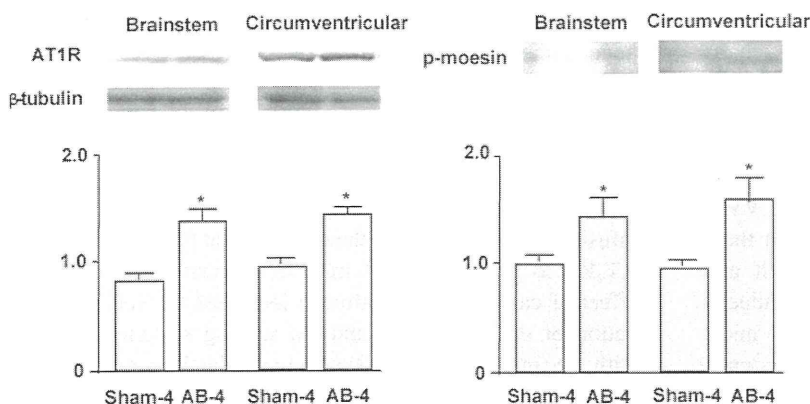 Brainstem Circumventricular
AT1R
β-tubulin
2.0
1.0
0
* *
Sham-4 AB-4 Sham-4 AB-4
Brainstem Circumventricular
p-moesin
2.0
1.0
0
* *
Sham-4 AB-4 Sham-4 AB-4